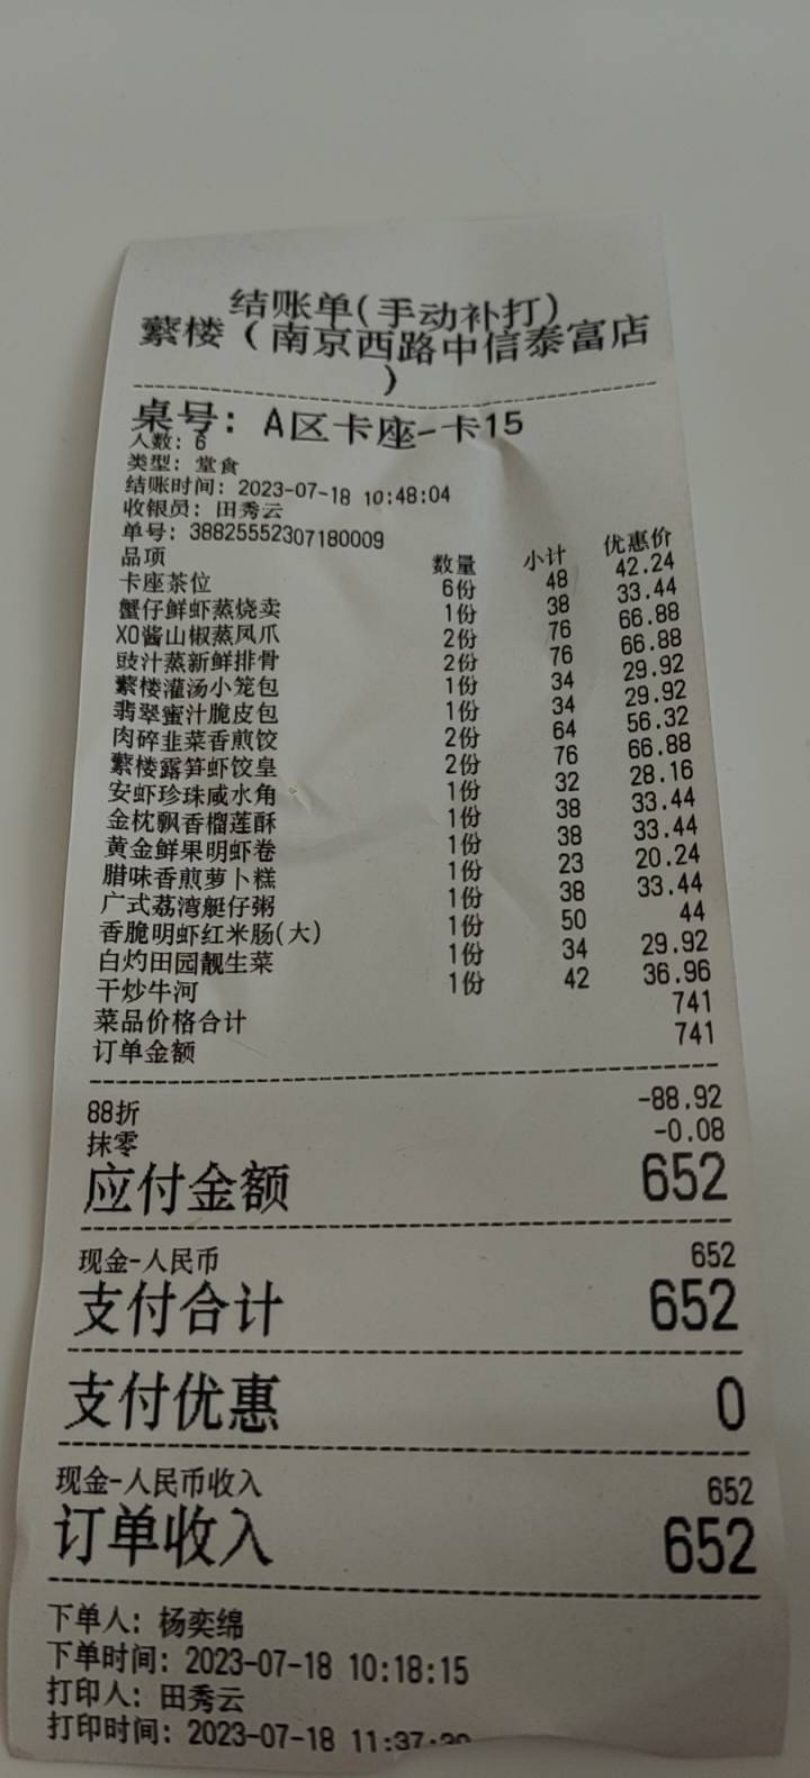 结账单(手动补打)
蘩楼（南京西路中信泰富店
）
桌号: A区卡座-卡15
人数: 6
类型: 堂食
结账时间: 2023-07-18 10:48:04
收银员: 田秀云
单号: 38825552307180009
品项 数量 小计 优惠价
卡座茶位 6份 48 42.24
蟹仔鲜虾蒸烧卖 1份 38 33.44
XO酱山椒蒸凤爪 2份 76 66.88
豉汁蒸新鲜排骨 2份 76 66.88
蘩楼灌汤小笼包 1份 34 29.92
翡翠蜜汁脆皮包 1份 34 29.92
肉碎韭菜香煎饺 2份 64 56.32
蘩楼露笋虾饺皇 2份 76 66.88
安虾珍珠咸水角 1份 32 28.16
金枕飘香榴莲酥 1份 38 33.44
黄金鲜果明虾卷 1份 38 33.44
腊味香煎萝卜糕 1份 23 20.24
广式荔湾艇仔粥 1份 38 33.44
香脆明虾红米肠(大) 1份 50 44
白灼田园靓生菜 1份 34 29.92
干炒牛河 1份 42 36.96
菜品价格合计 741
订单金额 741
88折 -88.92
抹零 -0.08
应付金额 652
现金-人民币 652
支付合计 652
支付优惠 0
现金-人民币收入 652
订单收入 652
下单人: 杨奕绵
下单时间: 2023-07-18 10:18:15
打印人: 田秀云
打印时间: 2023-07-18 11:37: